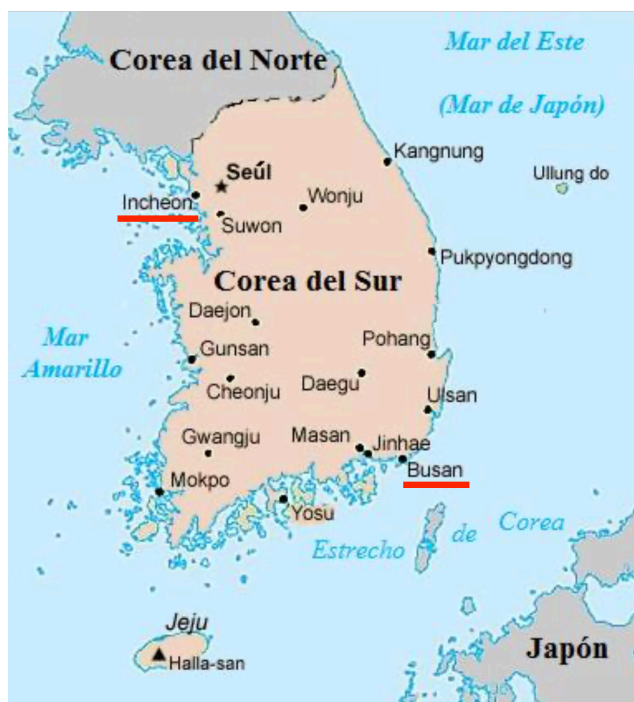 Mar del Este
Corea del Norte
(Mar de Japón)
Kangnung
Seúl
Ullung do
Incheon
Wonju
Suwon
Pukpyongdong
Corea del Sur
Daejon
Mar
Amarillo
Pohang
Gunsan
Daegu
Cheonju
Ulsan
Gwangju
Masan
Jinhae
Busan
Mokpo
Yosu
Estrecho de Corea
Jeju
Halla-san
Japón